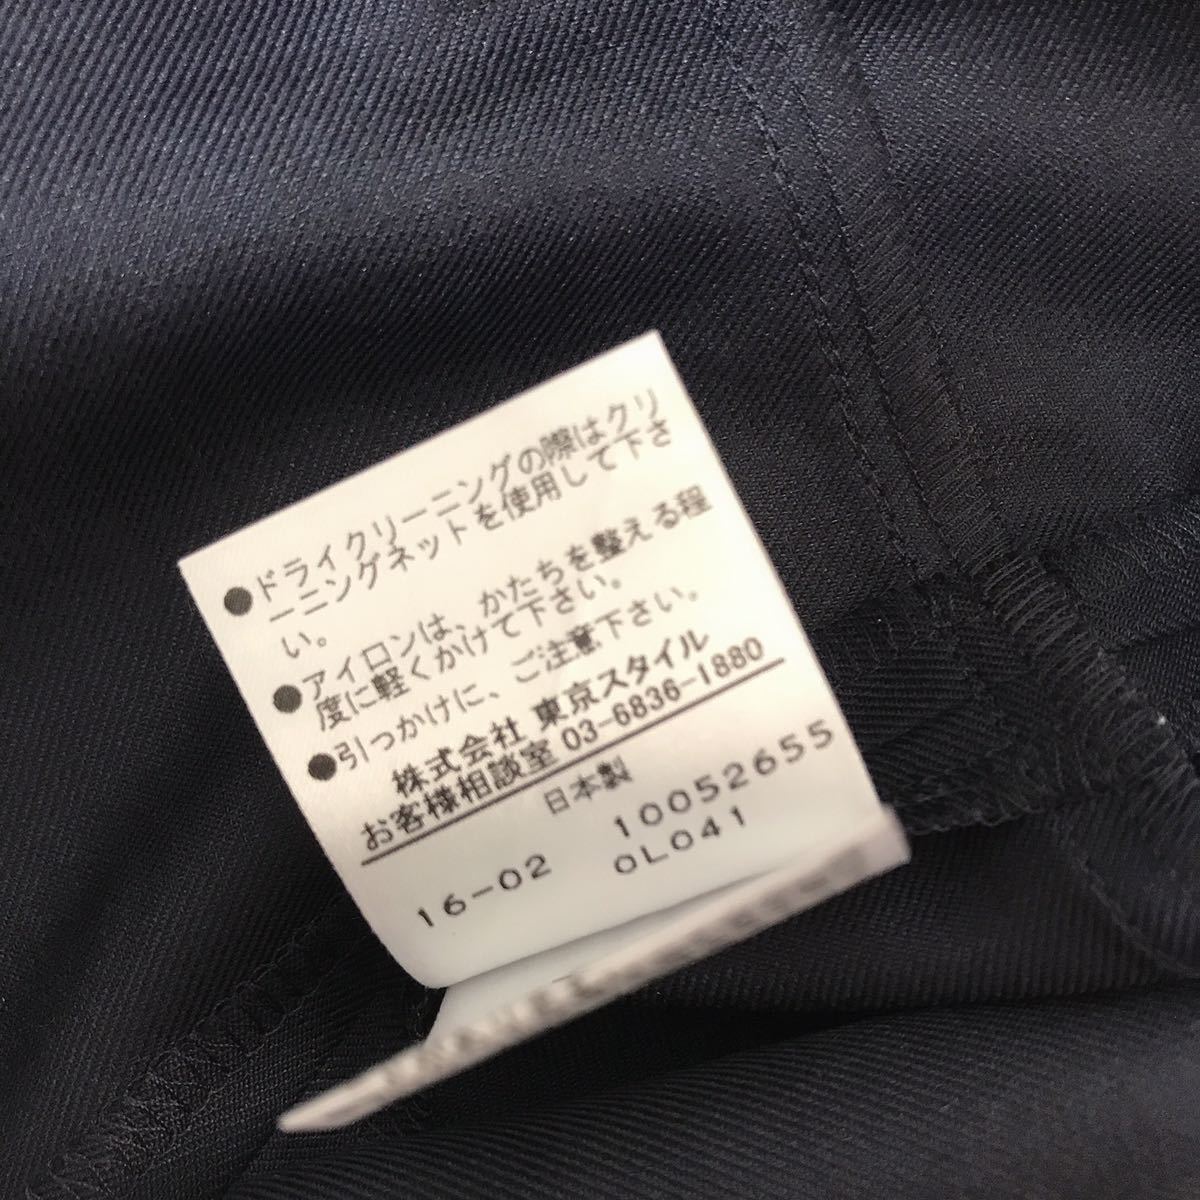 ●ドライクリーニングの際はクリ
ーニングネットを使用して下さ
い。
●アイロンは、かたちを整える程
度に軽くかけて下さい。
●引っかけに、ご注意下さい。
株式会社 東京スタイル
お客様相談室 03-6836-1880
日本製
10052655
16-02 0L041